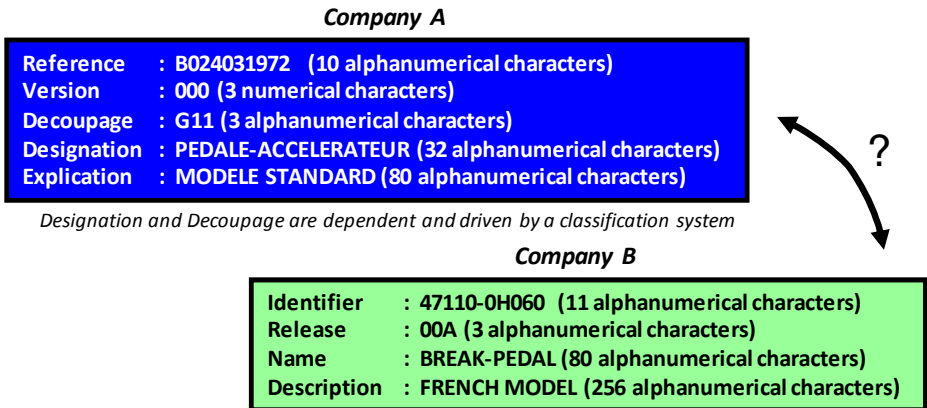 Company A
Reference : B024031972 (10 alphanumerical characters)
Version : 000 (3 numerical characters)
Decoupage : G11 (3 alphanumerical characters)
Designation : PEDALE-ACCELERATEUR (32 alphanumerical characters)
Explication : MODELE STANDARD (80 alphanumerical characters)
?
Designation and Decoupage are dependent and driven by a classification system
Company B
Identifier : 47110-0H060 (11 alphanumerical characters)
Release : 00A (3 alphanumerical characters)
Name : BREAK-PEDAL (80 alphanumerical characters)
Description : FRENCH MODEL (256 alphanumerical characters)